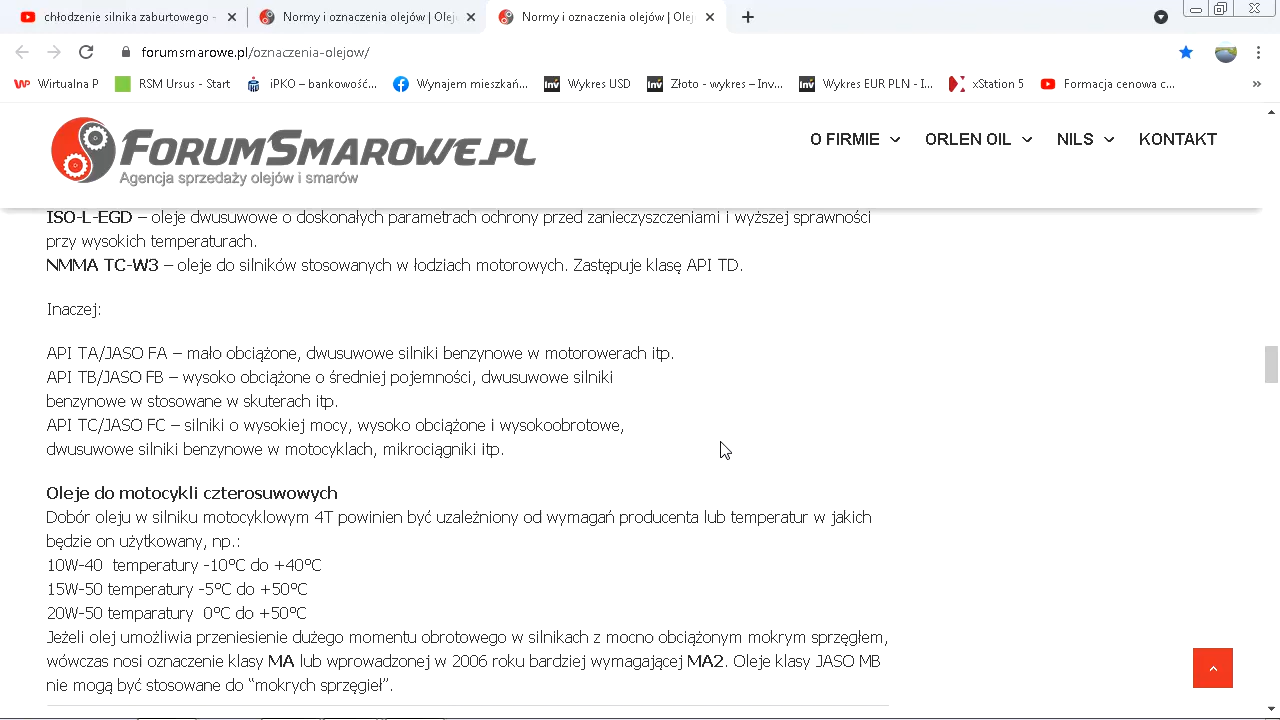 chłodzenie silnika zaburtowego -
Normy i oznaczenia olejów | Olej
Normy i oznaczenia olejów | Olej
forumsmarowe.pl/oznaczenia-olejow/
Wirtualna P
RSM Ursus - Start
iPKO – bankowość...
Wynajem mieszkań...
Inv Wykres USD
Inv Złoto - wykres – Inv...
Inv Wykres EUR PLN - I...
xStation 5
Formacja cenowa c...
FORUMSMAROWE.PL
Agencja sprzedaży olejów i smarów
O FIRMIE
ORLEN OIL
NILS
KONTAKT
ISO-L-EGD – oleje dwusuwowe o doskonałych parametrach ochrony przed zanieczyszczeniami i wyższej sprawności
przy wysokich temperaturach.
NMMA TC-W3 – oleje do silników stosowanych w łodziach motorowych. Zastępuje klasę API TD.
Inaczej:
API TA/JASO FA – mało obciążone, dwusuwowe silniki benzynowe w motorowerach itp.
API TB/JASO FB – wysoko obciążone o średniej pojemności, dwusuwowe silniki
benzynowe w stosowane w skuterach itp.
API TC/JASO FC – silniki o wysokiej mocy, wysoko obciążone i wysokoobrotowe,
dwusuwowe silniki benzynowe w motocyklach, mikrociągniki itp.
Oleje do motocykli czterosuwowych
Dobór oleju w silniku motocyklowym 4T powinien być uzależniony od wymagań producenta lub temperatur w jakich
będzie on użytkowany, np.:
10W-40 temperatury -10ºC do +40ºC
15W-50 temperatury -5ºC do +50ºC
20W-50 temparatury 0ºC do +50ºC
Jeżeli olej umożliwia przeniesienie dużego momentu obrotowego w silnikach z mocno obciążonym mokrym sprzęgłem,
wówczas nosi oznaczenie klasy MA lub wprowadzonej w 2006 roku bardziej wymagającej MA2. Oleje klasy JASO MB
nie mogą być stosowane do “mokrych sprzęgieł”.